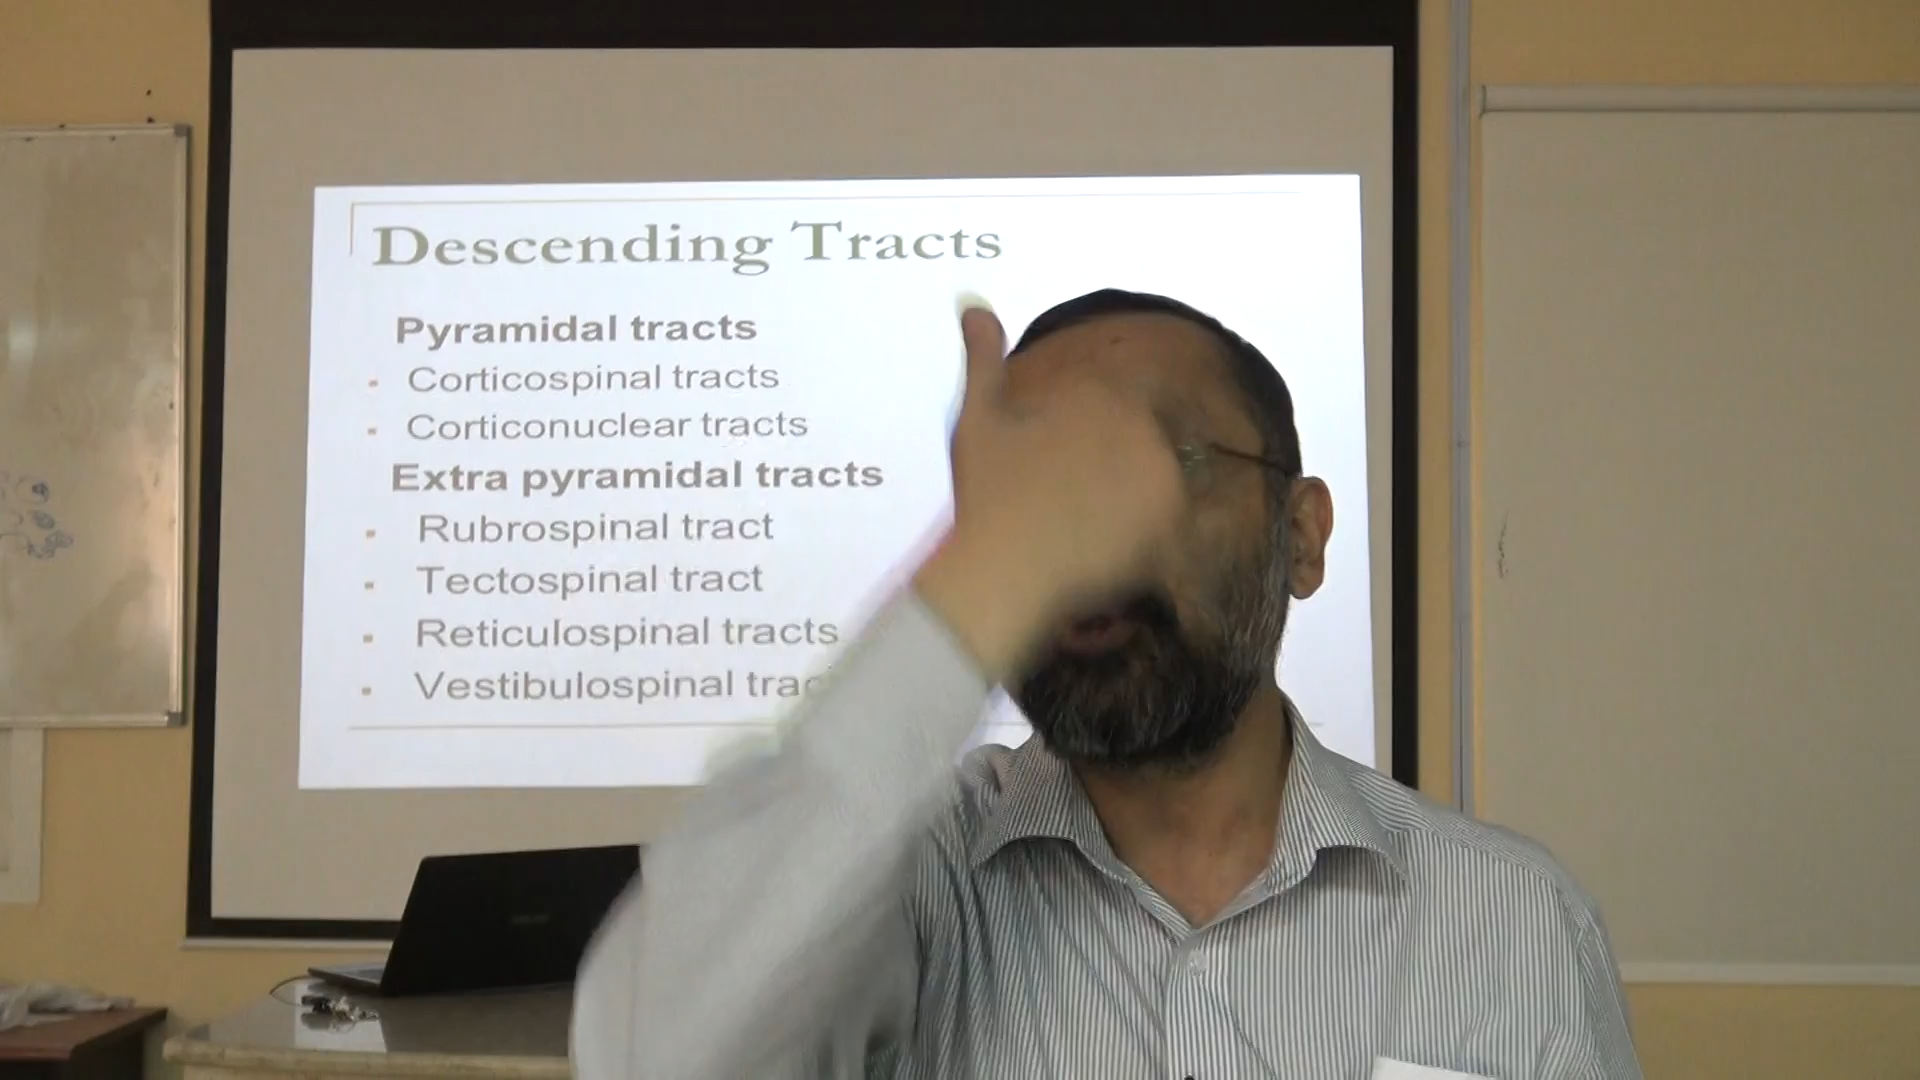 Descending Tracts
Pyramidal tracts
Corticospinal tracts
Corticonuclear tracts
Extra pyramidal tracts
Rubrospinal tract
Tectospinal tract
Reticulospinal tracts
Vestibulospinal